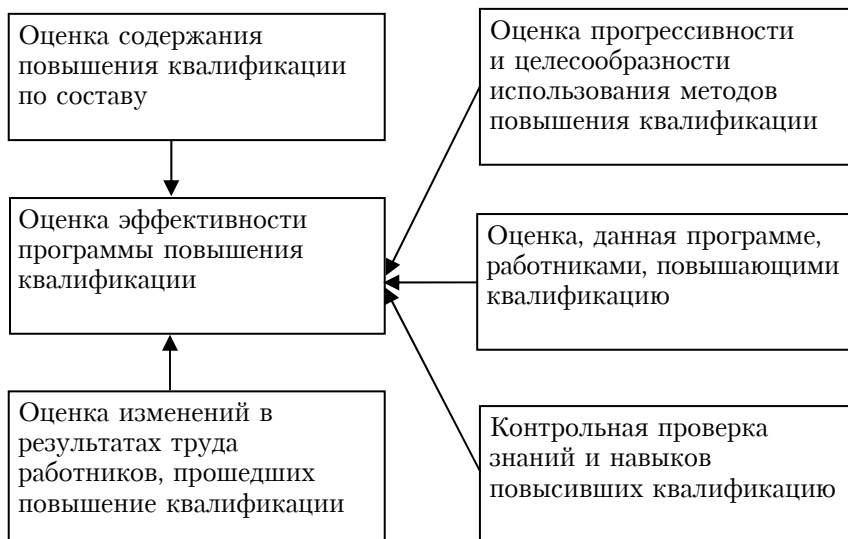 Оценка содержания
повышения квалификации
по составу
Оценка прогрессивности
и целесообразности
использования методов
повышения квалификации
Оценка эффективности
программы повышения
квалификации
Оценка, данная программе,
работниками, повышающими
квалификацию
Оценка изменений в
результатах труда
работников, прошедших
повышение квалификации
Контрольная проверка
знаний и навыков
повысивших квалификацию